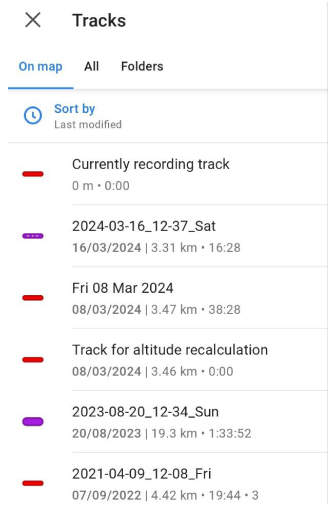 Tracks
On map All Folders
Sort by
Last modified
Currently recording track
0 m • 0:00
2024-03-16_12-37_Sat
16/03/2024 | 3.31 km • 16:28
Fri 08 Mar 2024
08/03/2024 | 3.47 km • 38:28
Track for altitude recalculation
08/03/2024 | 3.46 km • 0:00
2023-08-20_12-34_Sun
20/08/2023 | 19.3 km • 1:33:52
2021-04-09_12-08_Fri
07/09/2022 | 4.42 km • 19:44 • 3